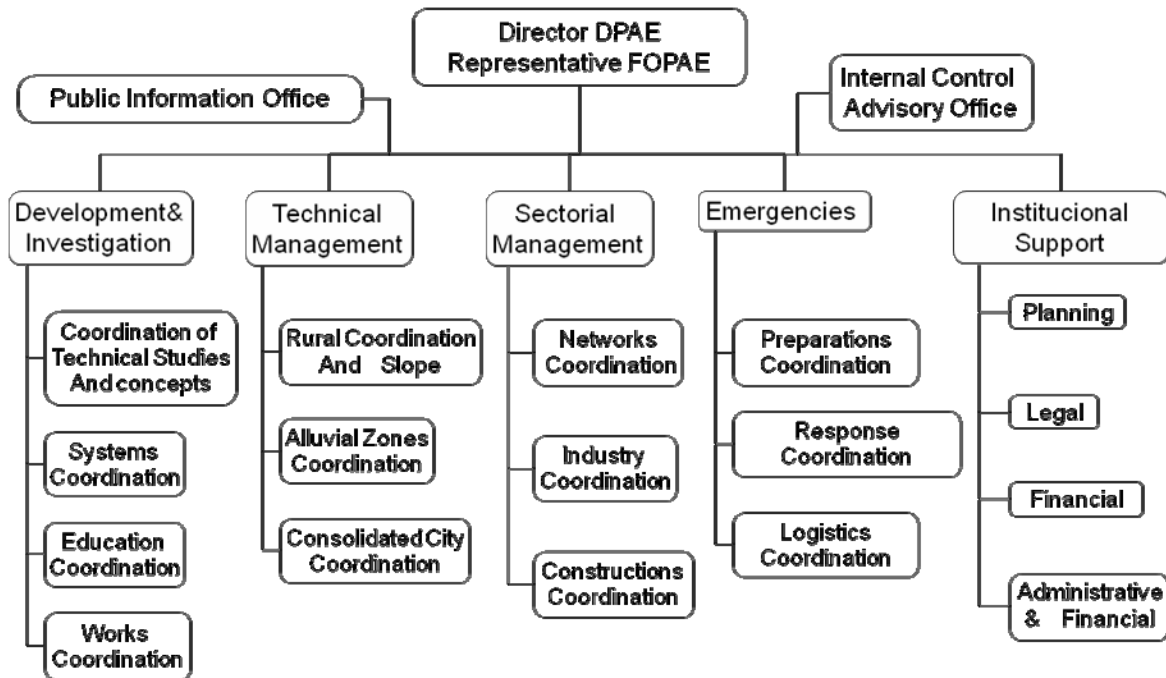 Director DPAE
Representative FOPAE
Public Information Office
Internal Control
Advisory Office
Development&
Investigation
Technical
Management
Sectorial
Management
Emergencies
Institucional
Support
Coordination of
Technical Studies
And concepts
Systems
Coordination
Education
Coordination
Works
Coordination
Rural Coordination
And Slope
Alluvial Zones
Coordination
Consolidated City
Coordination
Networks
Coordination
Industry
Coordination
Constructions
Coordination
Preparations
Coordination
Response
Coordination
Logistics
Coordination
Planning
Legal
Financial
Administrative
& Financial